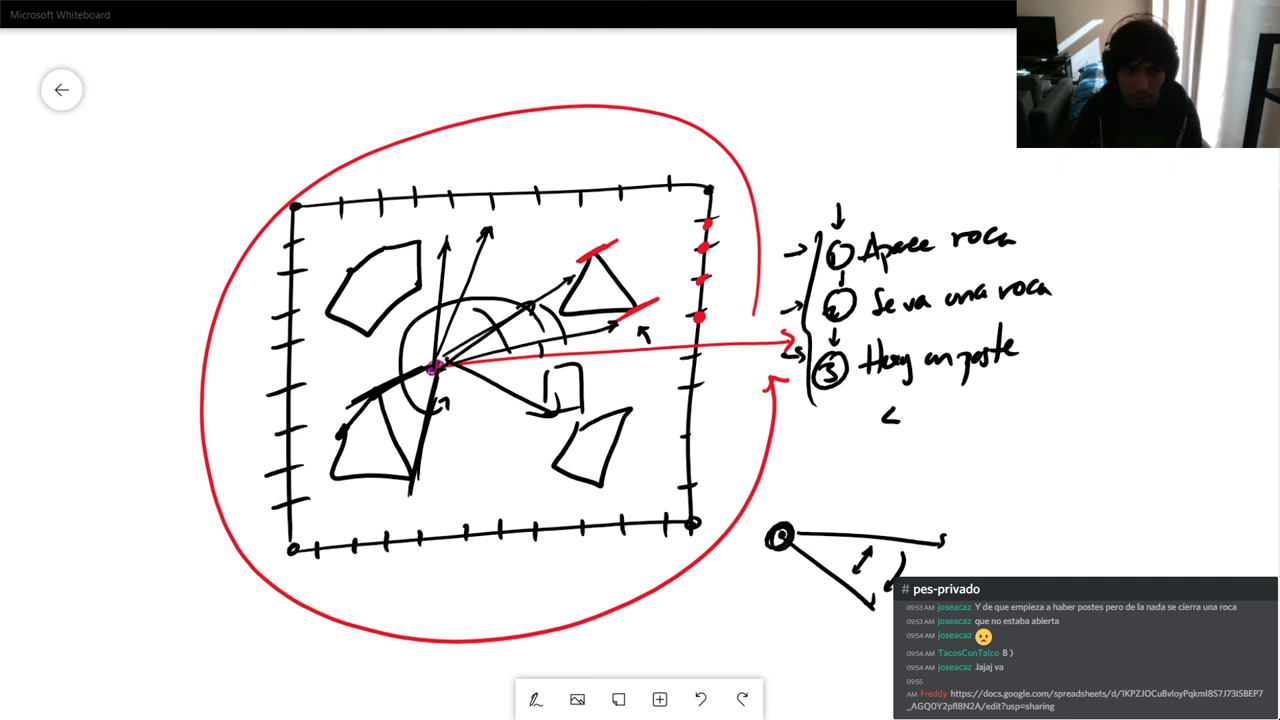 Microsoft Whiteboard
① Aparece roca
② Se va una roca
③ Hay un poste
# pes-privado
09:53 AM joseacaz Y de que empieza a haber postes pero de la nada se cierra una roca
09:53 AM joseacaz que no estaba abierta
09:54 AM joseacaz 😟
09:54 AM TacosConTalco B )
09:54 AM joseacaz Jajaj va
09:55
AM Freddy https://docs.google.com/spreadsheets/d/1KPZJOCuBvloyPqkmI8S7J73ISBEP7
_AGQ0Y2pfl8N2A/edit?usp=sharing